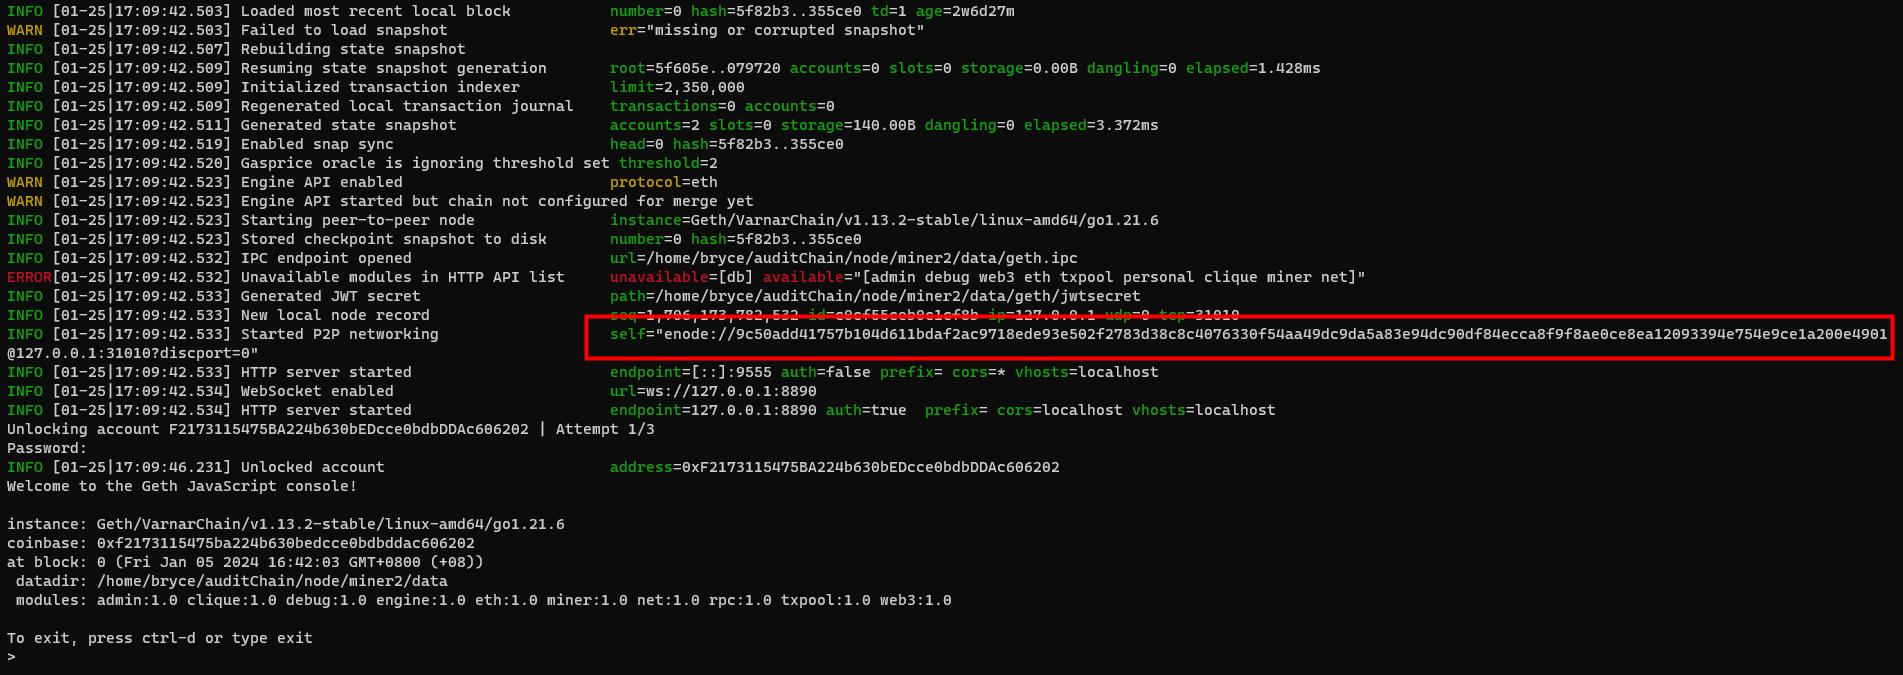 INFO [01-25|17:09:42.503] Loaded most recent local block number=0 hash=5f82b3..355ce0 td=1 age=2w6d27m
WARN [01-25|17:09:42.503] Failed to load snapshot err="missing or corrupted snapshot"
INFO [01-25|17:09:42.507] Rebuilding state snapshot
INFO [01-25|17:09:42.509] Resuming state snapshot generation root=5f605e..079720 accounts=0 slots=0 storage=0.00B dangling=0 elapsed=1.428ms
INFO [01-25|17:09:42.509] Initialized transaction indexer limit=2,350,000
INFO [01-25|17:09:42.509] Regenerated local transaction journal transactions=0 accounts=0
INFO [01-25|17:09:42.511] Generated state snapshot accounts=2 slots=0 storage=140.00B dangling=0 elapsed=3.372ms
INFO [01-25|17:09:42.519] Enabled snap sync head=0 hash=5f82b3..355ce0
INFO [01-25|17:09:42.520] Gasprice oracle is ignoring threshold set threshold=2
WARN [01-25|17:09:42.523] Engine API enabled protocol=eth
WARN [01-25|17:09:42.523] Engine API started but chain not configured for merge yet
INFO [01-25|17:09:42.523] Starting peer-to-peer node instance=Geth/VarnarChain/v1.13.2-stable/linux-amd64/go1.21.6
INFO [01-25|17:09:42.523] Stored checkpoint snapshot to disk number=0 hash=5f82b3..355ce0
INFO [01-25|17:09:42.532] IPC endpoint opened url=/home/bryce/auditChain/node/miner2/data/geth.ipc
ERROR[01-25|17:09:42.532] Unavailable modules in HTTP API list unavailable=[db] available="[admin debug web3 eth txpool personal clique miner net]"
INFO [01-25|17:09:42.533] Generated JWT secret path=/home/bryce/auditChain/node/miner2/data/geth/jwtsecret
INFO [01-25|17:09:42.533] New local node record seq=1,706,173,782,532 ip=127.0.0.1 udp=0 tcp=31010
INFO [01-25|17:09:42.533] Started P2P networking self="enode://9c50add41757b104d611bdaf2ac9718ede93e502f2783d38c8c4076330f54aa49dc9da5a83e94dc90df84ecca8f9f8ae0ce8ea12093394e754e9ce1a200e4901
@127.0.0.1:31010?discport=0"
INFO [01-25|17:09:42.533] HTTP server started endpoint=[::]:9555 auth=false prefix= cors=* vhosts=localhost
INFO [01-25|17:09:42.534] WebSocket enabled url=ws://127.0.0.1:8890
INFO [01-25|17:09:42.534] HTTP server started endpoint=127.0.0.1:8890 auth=true prefix= cors=localhost vhosts=localhost
Unlocking account F2173115475BA224b630bEDcce0bdbDDAc606202 | Attempt 1/3
Password:
INFO [01-25|17:09:46.231] Unlocked account address=0xF2173115475BA224b630bEDcce0bdbDDAc606202
Welcome to the Geth JavaScript console!
instance: Geth/VarnarChain/v1.13.2-stable/linux-amd64/go1.21.6
coinbase: 0xf2173115475ba224b630bedcce0bdbddac606202
at block: 0 (Fri Jan 05 2024 16:42:03 GMT+0800 (+08))
datadir: /home/bryce/auditChain/node/miner2/data
modules: admin:1.0 clique:1.0 debug:1.0 engine:1.0 eth:1.0 miner:1.0 net:1.0 rpc:1.0 txpool:1.0 web3:1.0
To exit, press ctrl-d or type exit
>